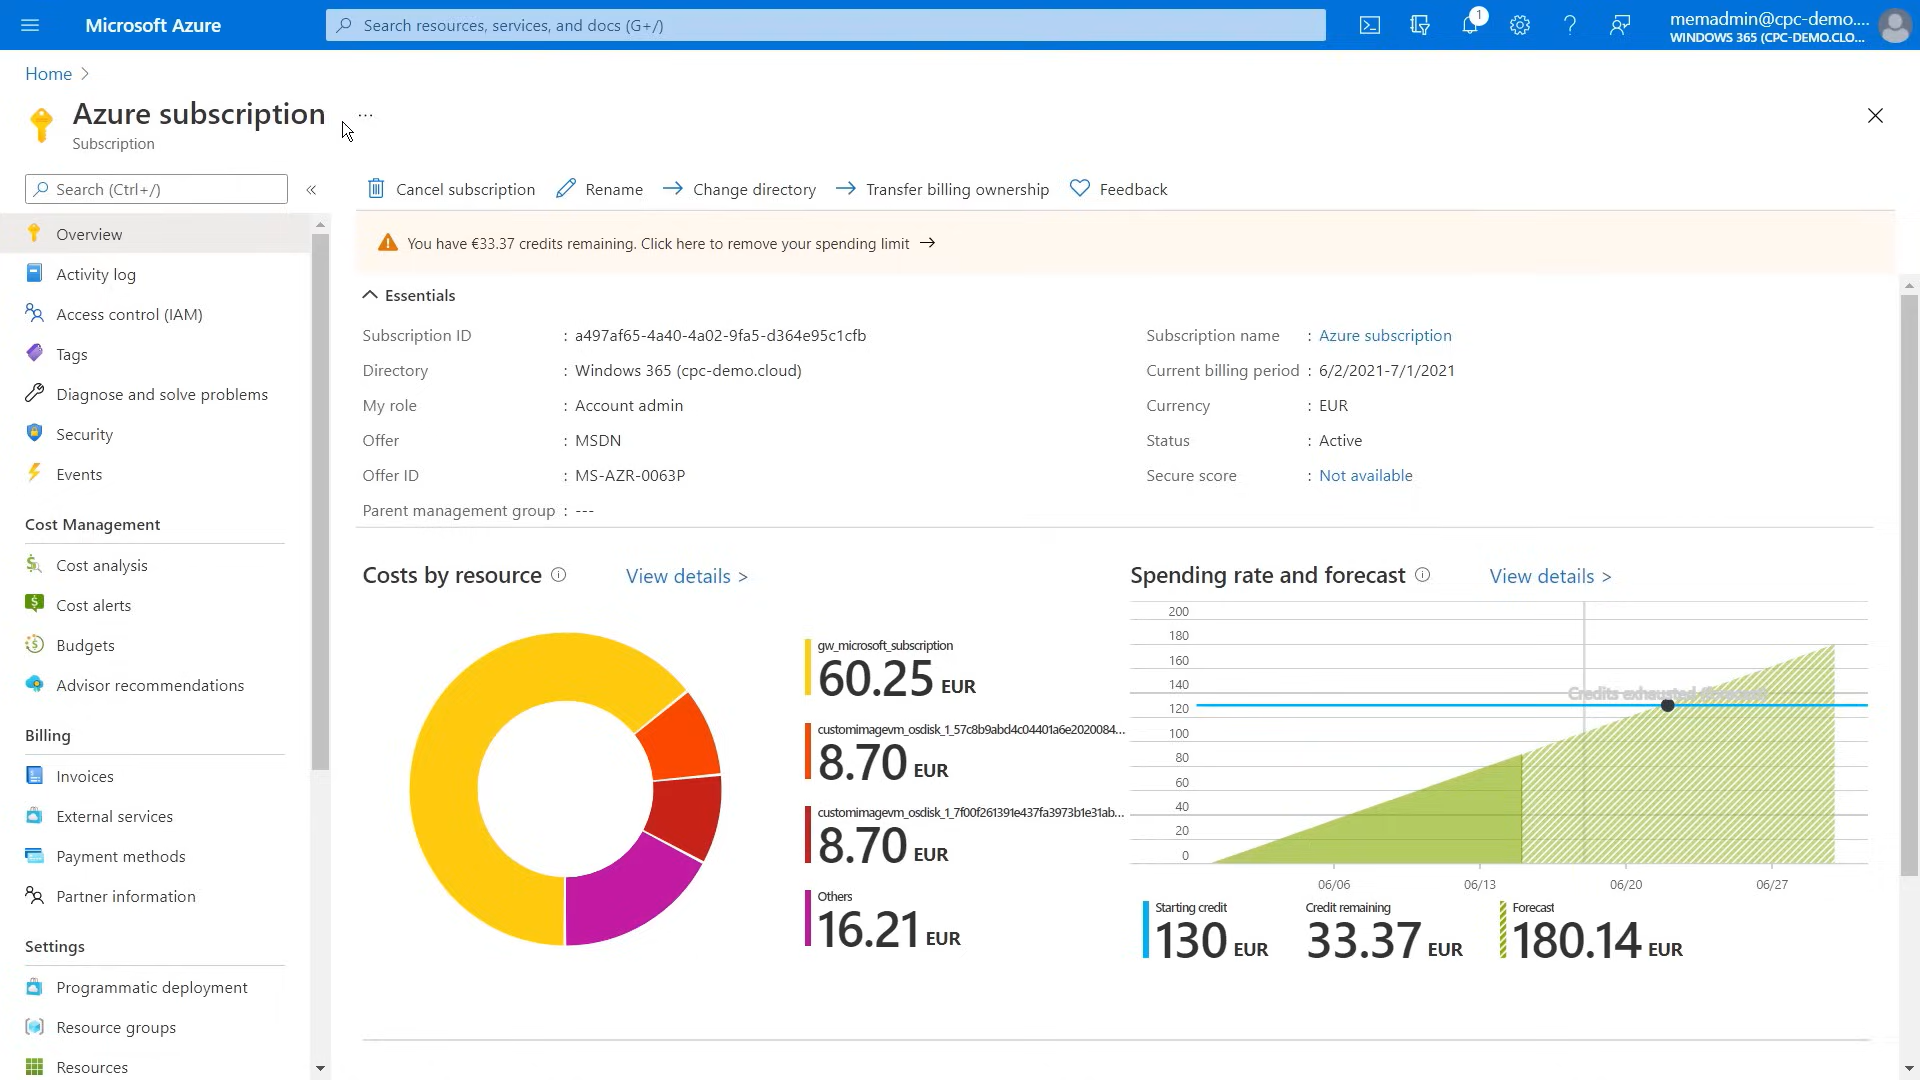 Microsoft Azure
Search resources, services, and docs (G+/)
1
memadmin@cpc-demo....
WINDOWS 365 (CPC-DEMO.CLO...
Home
Azure subscription
...
Subscription
Search (Ctrl+/)
«
Cancel subscription
Rename
Change directory
Transfer billing ownership
Feedback
Overview
Activity log
Access control (IAM)
Tags
Diagnose and solve problems
Security
Events
Cost Management
Cost analysis
Cost alerts
Budgets
Advisor recommendations
Billing
Invoices
External services
Payment methods
Partner information
Settings
Programmatic deployment
Resource groups
Resources
You have €33.37 credits remaining. Click here to remove your spending limit →
Essentials
Subscription ID : a497af65-4a40-4a02-9fa5-d364e95c1cfb
Directory : Windows 365 (cpc-demo.cloud)
My role : Account admin
Offer : MSDN
Offer ID : MS-AZR-0063P
Parent management group : ---
Subscription name : Azure subscription
Current billing period : 6/2/2021-7/1/2021
Currency : EUR
Status : Active
Secure score : Not available
Costs by resource
View details >
gw_microsoft_subscription
60.25 EUR
customimagevm_osdisk_1_57c8b9abd4c04401a6e2020084...
8.70 EUR
customimagevm_osdisk_1_7f00f261391e437fa3973b1e31ab...
8.70 EUR
Others
16.21 EUR
Spending rate and forecast
View details >
200
180
160
140
120
100
80
60
40
20
0
Credits exhausted
06/06
06/13
06/20
06/27
Starting credit
130 EUR
Credit remaining
33.37 EUR
Forecast
180.14 EUR